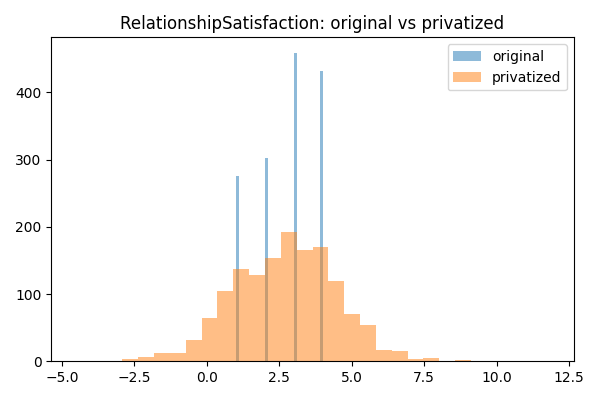 RelationshipSatisfaction: original vs privatized
original
privatized
400
300
200
100
0
−5.0 −2.5 0.0 2.5 5.0 7.5 10.0 12.5